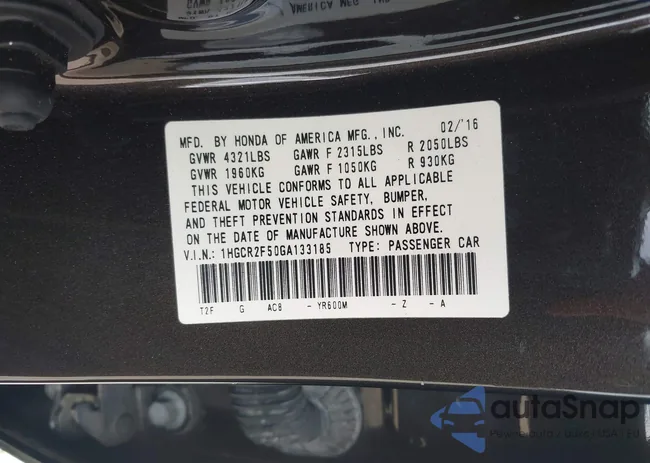 AMERICA MFG
MFD. BY HONDA OF AMERICA MFG., INC. 02/'16
GVWR 4321LBS GAWR F 2315LBS R 2050LBS
GVWR 1960KG GAWR F 1050KG R 930KG
THIS VEHICLE CONFORMS TO ALL APPLICABLE
FEDERAL MOTOR VEHICLE SAFETY, BUMPER,
AND THEFT PREVENTION STANDARDS IN EFFECT
ON THE DATE OF MANUFACTURE SHOWN ABOVE.
V.I.N.: 1HGCR2F50GA133185 TYPE: PASSENGER CAR
T2F G AC8 - YR600M - Z - A
autoSnap